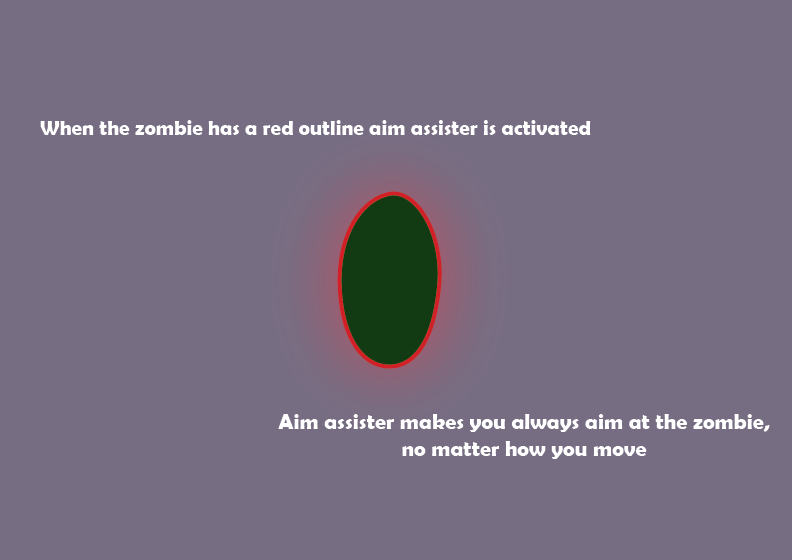 When the zombie has a red outline aim assister is activated
Aim assister makes you always aim at the zombie,
no matter how you move